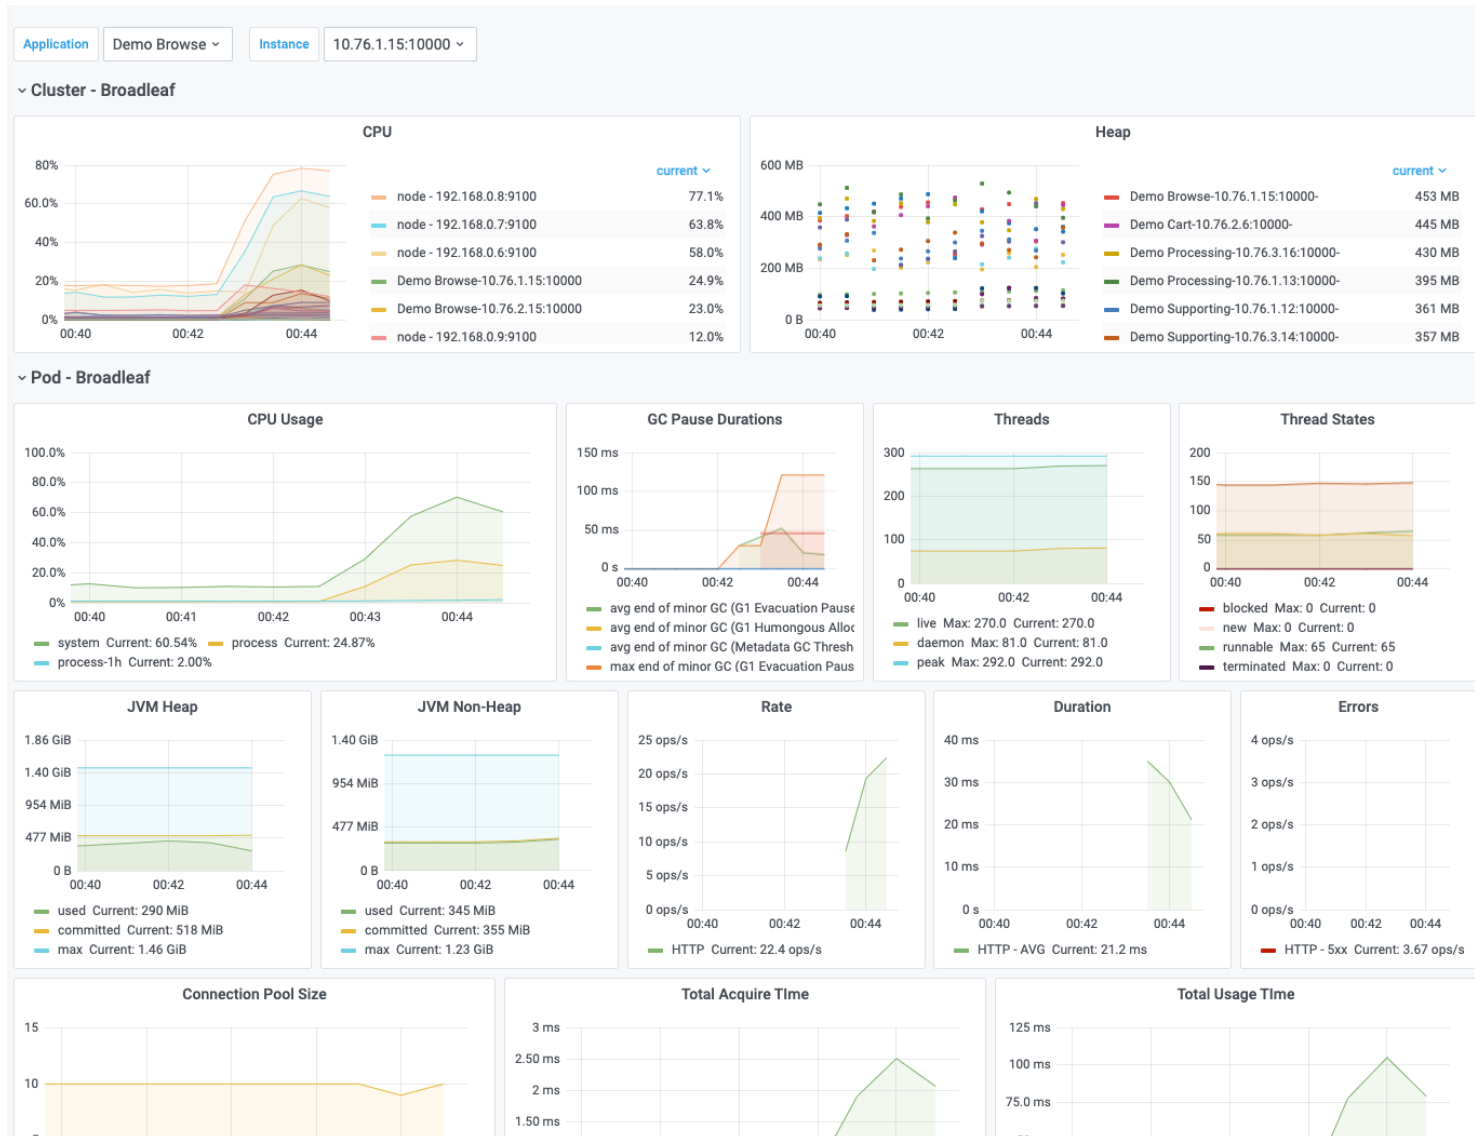 Application Demo Browse Instance 10.76.1.15:10000
Cluster - Broadleaf
CPU
current
80%
60.0%
40%
20%
0%
00:40 00:42 00:44
node - 192.168.0.8:9100 77.1%
node - 192.168.0.7:9100 63.8%
node - 192.168.0.6:9100 58.0%
Demo Browse-10.76.1.15:10000 24.9%
Demo Browse-10.76.2.15:10000 23.0%
node - 192.168.0.9:9100 12.0%
Heap
current
600 MB
400 MB
200 MB
0 B
00:40 00:42 00:44
Demo Browse-10.76.1.15:10000- 453 MB
Demo Cart-10.76.2.6:10000- 445 MB
Demo Processing-10.76.3.16:10000- 430 MB
Demo Processing-10.76.1.13:10000- 395 MB
Demo Supporting-10.76.1.12:10000- 361 MB
Demo Supporting-10.76.3.14:10000- 357 MB
Pod - Broadleaf
CPU Usage
100.0%
80.0%
60.0%
40.0%
20.0%
0%
00:40 00:41 00:42 00:43 00:44
system Current: 60.54% process Current: 24.87%
process-1h Current: 2.00%
GC Pause Durations
150 ms
100 ms
50 ms
0 s
00:40 00:42 00:44
avg end of minor GC (G1 Evacuation Pause
avg end of minor GC (G1 Humongous Alloc
avg end of minor GC (Metadata GC Thresh
max end of minor GC (G1 Evacuation Paus
Threads
300
200
100
0
00:40 00:42 00:44
live Max: 270.0 Current: 270.0
daemon Max: 81.0 Current: 81.0
peak Max: 292.0 Current: 292.0
Thread States
200
150
100
50
0
00:40 00:42 00:44
blocked Max: 0 Current: 0
new Max: 0 Current: 0
runnable Max: 65 Current: 65
terminated Max: 0 Current: 0
JVM Heap
1.86 GiB
1.40 GiB
954 MiB
477 MiB
0 B
00:40 00:42 00:44
used Current: 290 MiB
committed Current: 518 MiB
max Current: 1.46 GiB
JVM Non-Heap
1.40 GiB
954 MiB
477 MiB
0 B
00:40 00:42 00:44
used Current: 345 MiB
committed Current: 355 MiB
max Current: 1.23 GiB
Rate
25 ops/s
20 ops/s
15 ops/s
10 ops/s
5 ops/s
0 ops/s
00:40 00:42 00:44
HTTP Current: 22.4 ops/s
Duration
40 ms
30 ms
20 ms
10 ms
0 s
00:40 00:42 00:44
HTTP - AVG Current: 21.2 ms
Errors
4 ops/s
3 ops/s
2 ops/s
1 ops/s
0 ops/s
00:40 00:42 00:44
HTTP - 5xx Current: 3.67 ops/s
Connection Pool Size
15
10
Total Acquire TIme
3 ms
2.50 ms
2 ms
1.50 ms
Total Usage TIme
125 ms
100 ms
75.0 ms